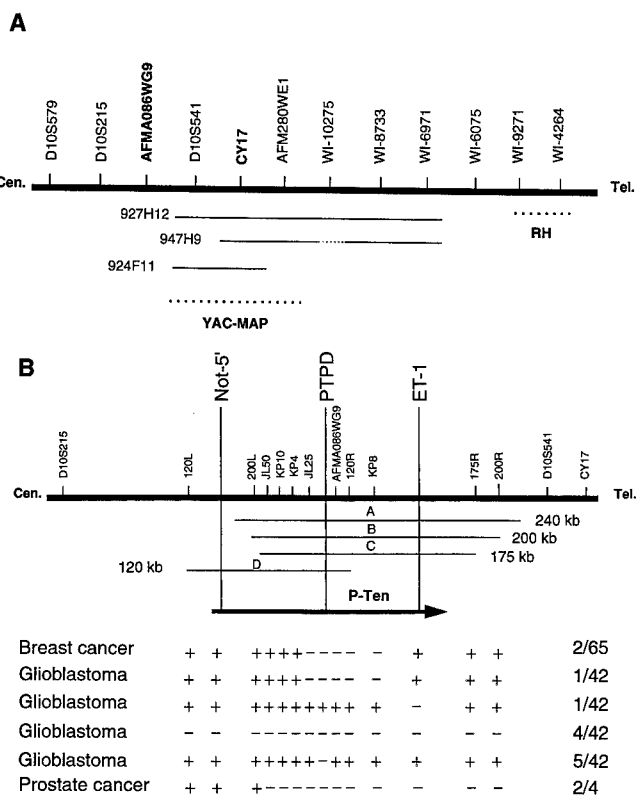 A
D10S579 D10S215 AFMA086WG9 D10S541 CY17 AFM280WE1 WI-10275 WI-8733 WI-6971 WI-6075 WI-9271 WI-4264
Cen. Tel.
927H12
RH
947H9
924F11
YAC-MAP
B
Not-5' PTPD ET-1
D10S215 120L 200L JL50 KP10 KP4 JL25 AFMA086WG9 120R KP8 175R 200R D10S541 CY17
Cen. Tel.
A 240 kb
B 200 kb
C 175 kb
120 kb D
P-Ten
Breast cancer + + + + + + − − − − − + + + 2/65
Glioblastoma + + + + + + − − − − − + + + 1/42
Glioblastoma + + + + + + + + + + + − + + 1/42
Glioblastoma − − − − − − − − − − − − − − 4/42
Glioblastoma + + + + + + + − + + + + + + 5/42
Prostate cancer + + + − − − − − − − − − − − 2/4